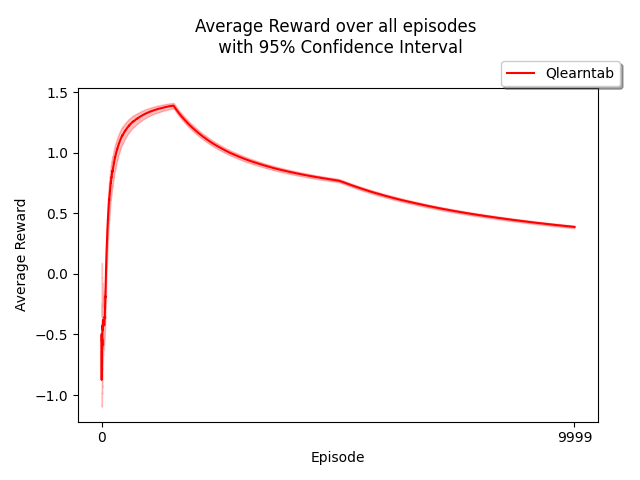 Average Reward over all episodes
with 95% Confidence Interval
Qlearntab
1.5
1.0
0.5
0.0
−0.5
−1.0
Average Reward
0
9999
Episode